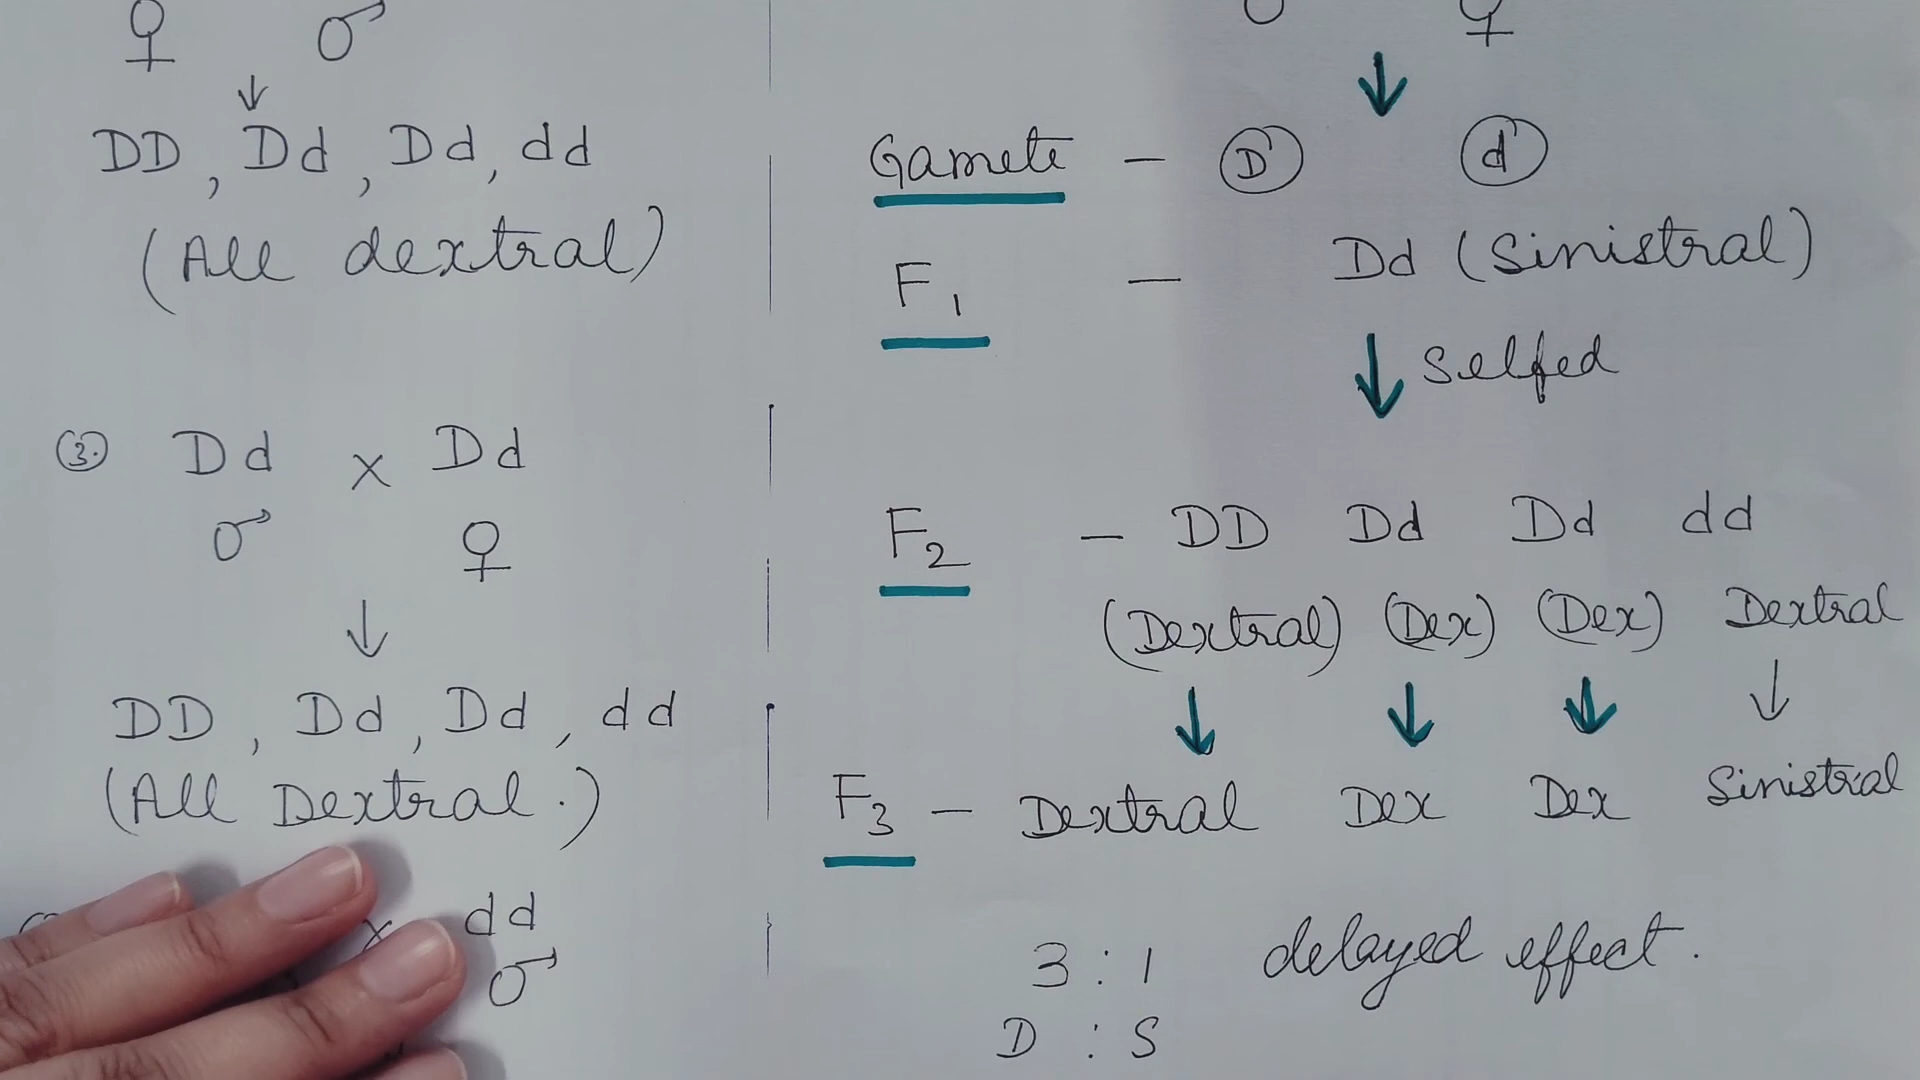 ♀ ♂
↓
DD, Dd, Dd, dd
(All dextral)
③. Dd x Dd
♂ ♀
↓
DD, Dd, Dd, dd
(All Dextral.)
x dd
♂
♀
↓
Gamete - D d
F1 - Dd (Sinistral)
↓ Selfed
F2 - DD Dd Dd dd
(Dextral) (Dex) (Dex) Dextral
↓ ↓ ↓ ↓
F3 - Dextral Dex Dex Sinistral
3 : 1 delayed effect.
D : S